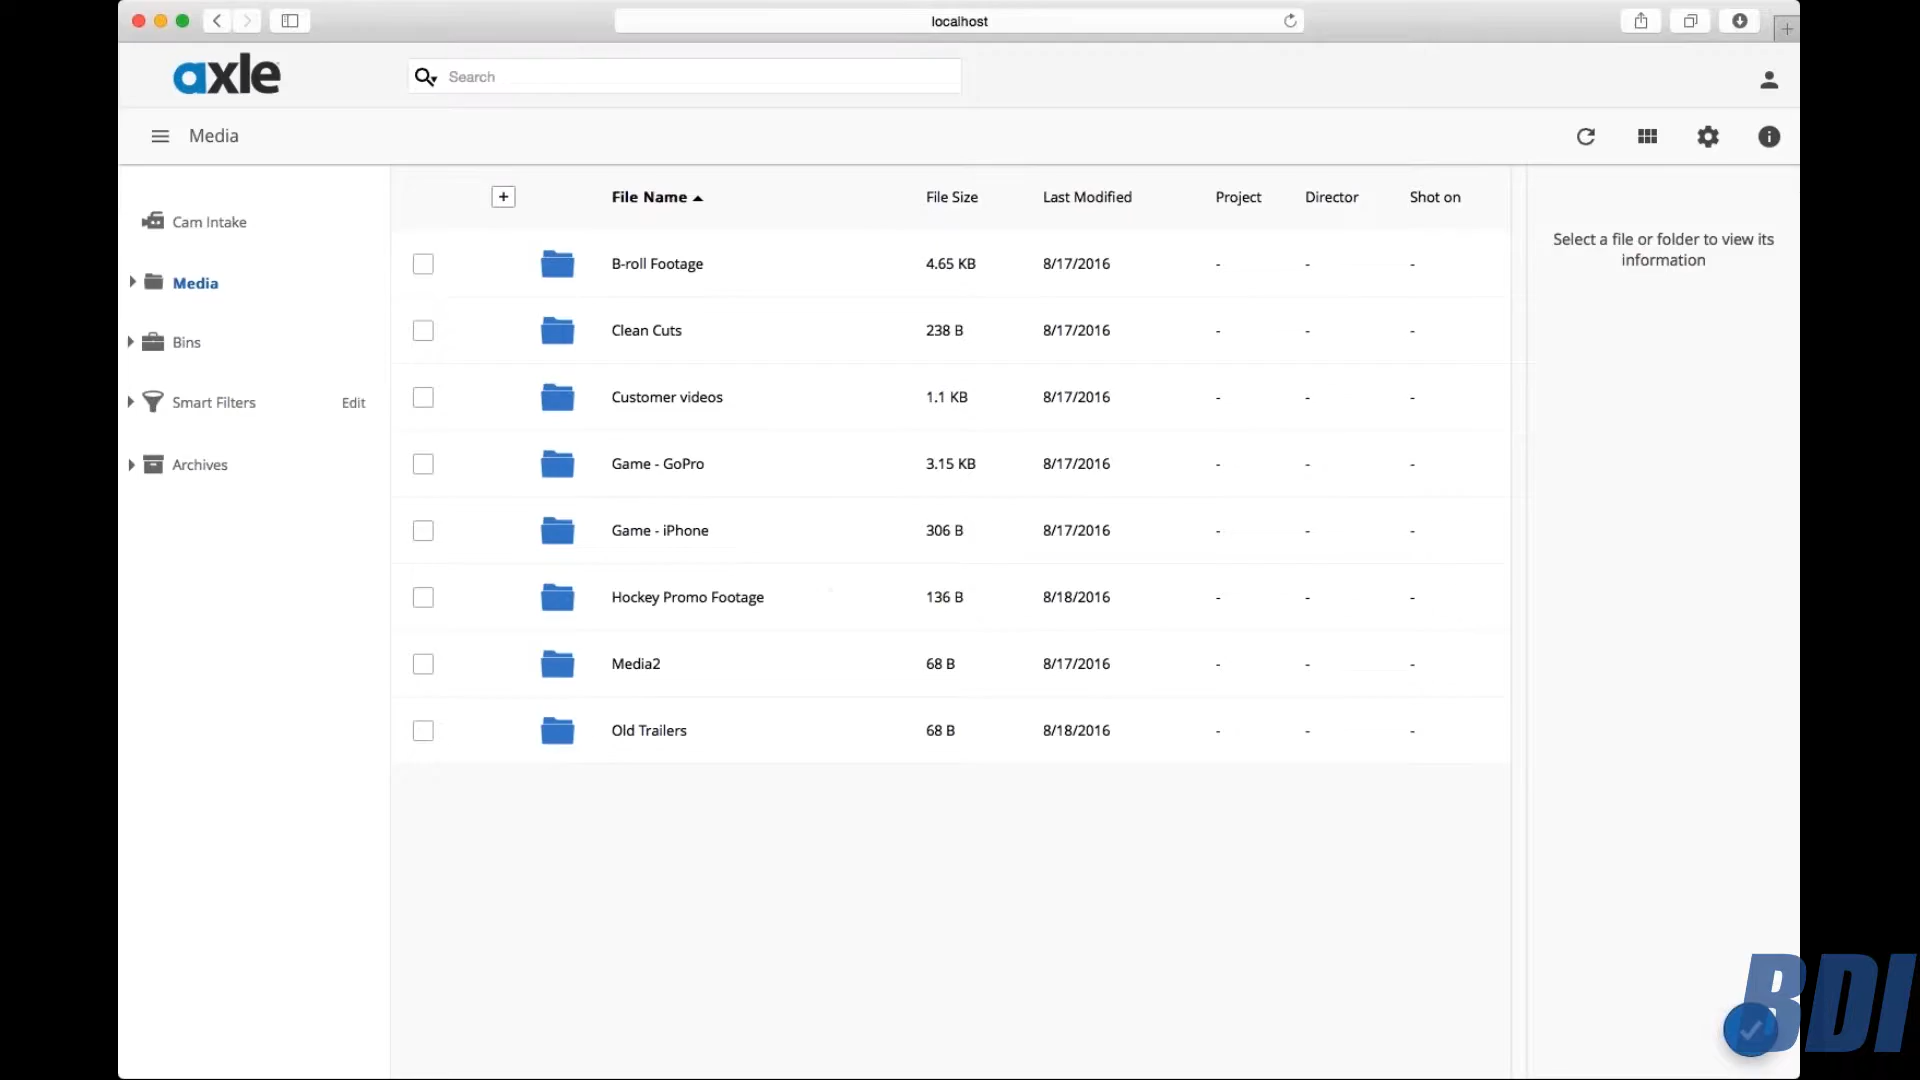 localhost
axle
Search
Media
+ File Name File Size Last Modified Project Director Shot on
Cam Intake
Media
Bins
Smart Filters Edit
Archives
B-roll Footage 4.65 KB 8/17/2016 - - -
Clean Cuts 238 B 8/17/2016 - - -
Customer videos 1.1 KB 8/17/2016 - - -
Game - GoPro 3.15 KB 8/17/2016 - - -
Game - iPhone 306 B 8/17/2016 - - -
Hockey Promo Footage 136 B 8/18/2016 - - -
Media2 68 B 8/17/2016 - - -
Old Trailers 68 B 8/18/2016 - - -
Select a file or folder to view its
information
BDI